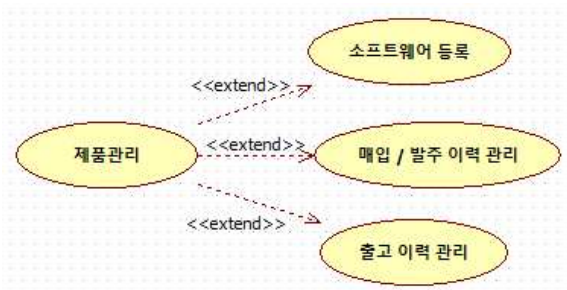 소프트웨어 등록
<<extend>>
제품관리
<<extend>>
매입 / 발주 이력 관리
<<extend>>
출고 이력 관리